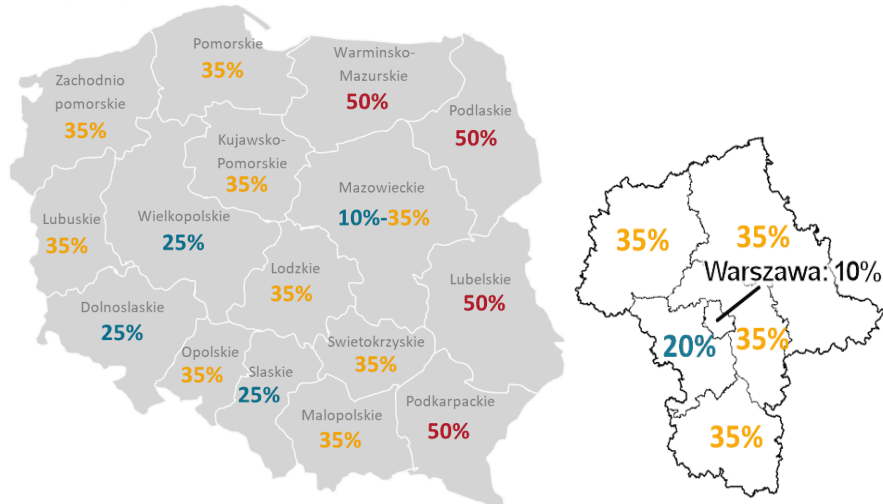 Pomorskie
35%
Warminsko-
Mazurskie
50%
Zachodnio
pomorskie
35%
Podlaskie
50%
Kujawsko-
Pomorskie
35%
Mazowieckie
10%-35%
Lubuskie
35%
Wielkopolskie
25%
Lodzkie
35%
Lubelskie
50%
Dolnoslaskie
25%
Opolskie
35%
Slaskie
25%
Swietokrzyskie
35%
Malopolskie
35%
Podkarpackie
50%
35%
35%
Warszawa: 10%
20%
35%
35%